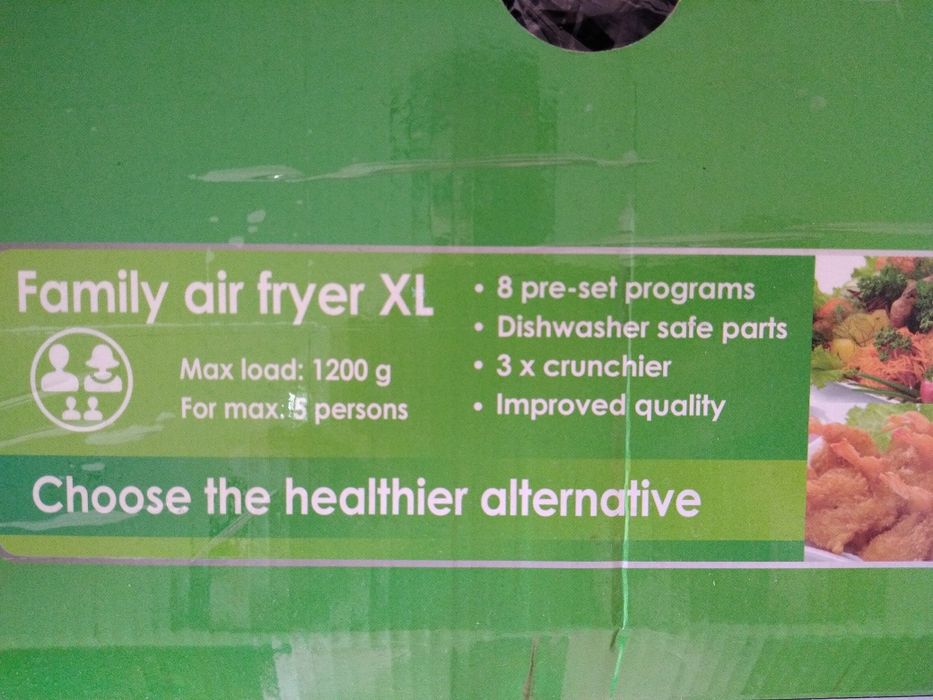 Family air fryer XL
Max load: 1200 g
For max: 5 persons
• 8 pre-set programs
• Dishwasher safe parts
• 3 x crunchier
• Improved quality
Choose the healthier alternative